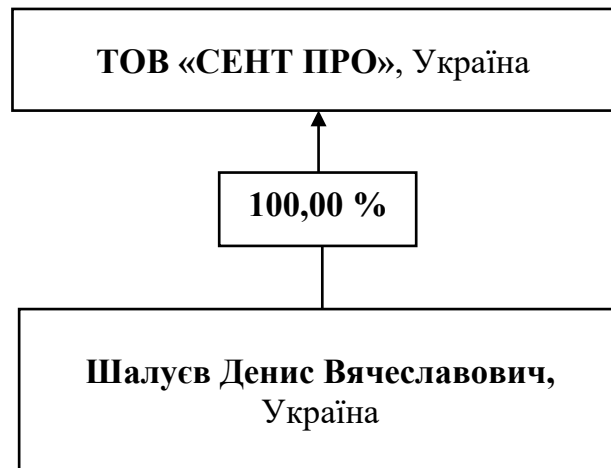 ТОВ «СЕНТ ПРО», Україна
100,00 %
Шалуєв Денис Вячеславович,
Україна